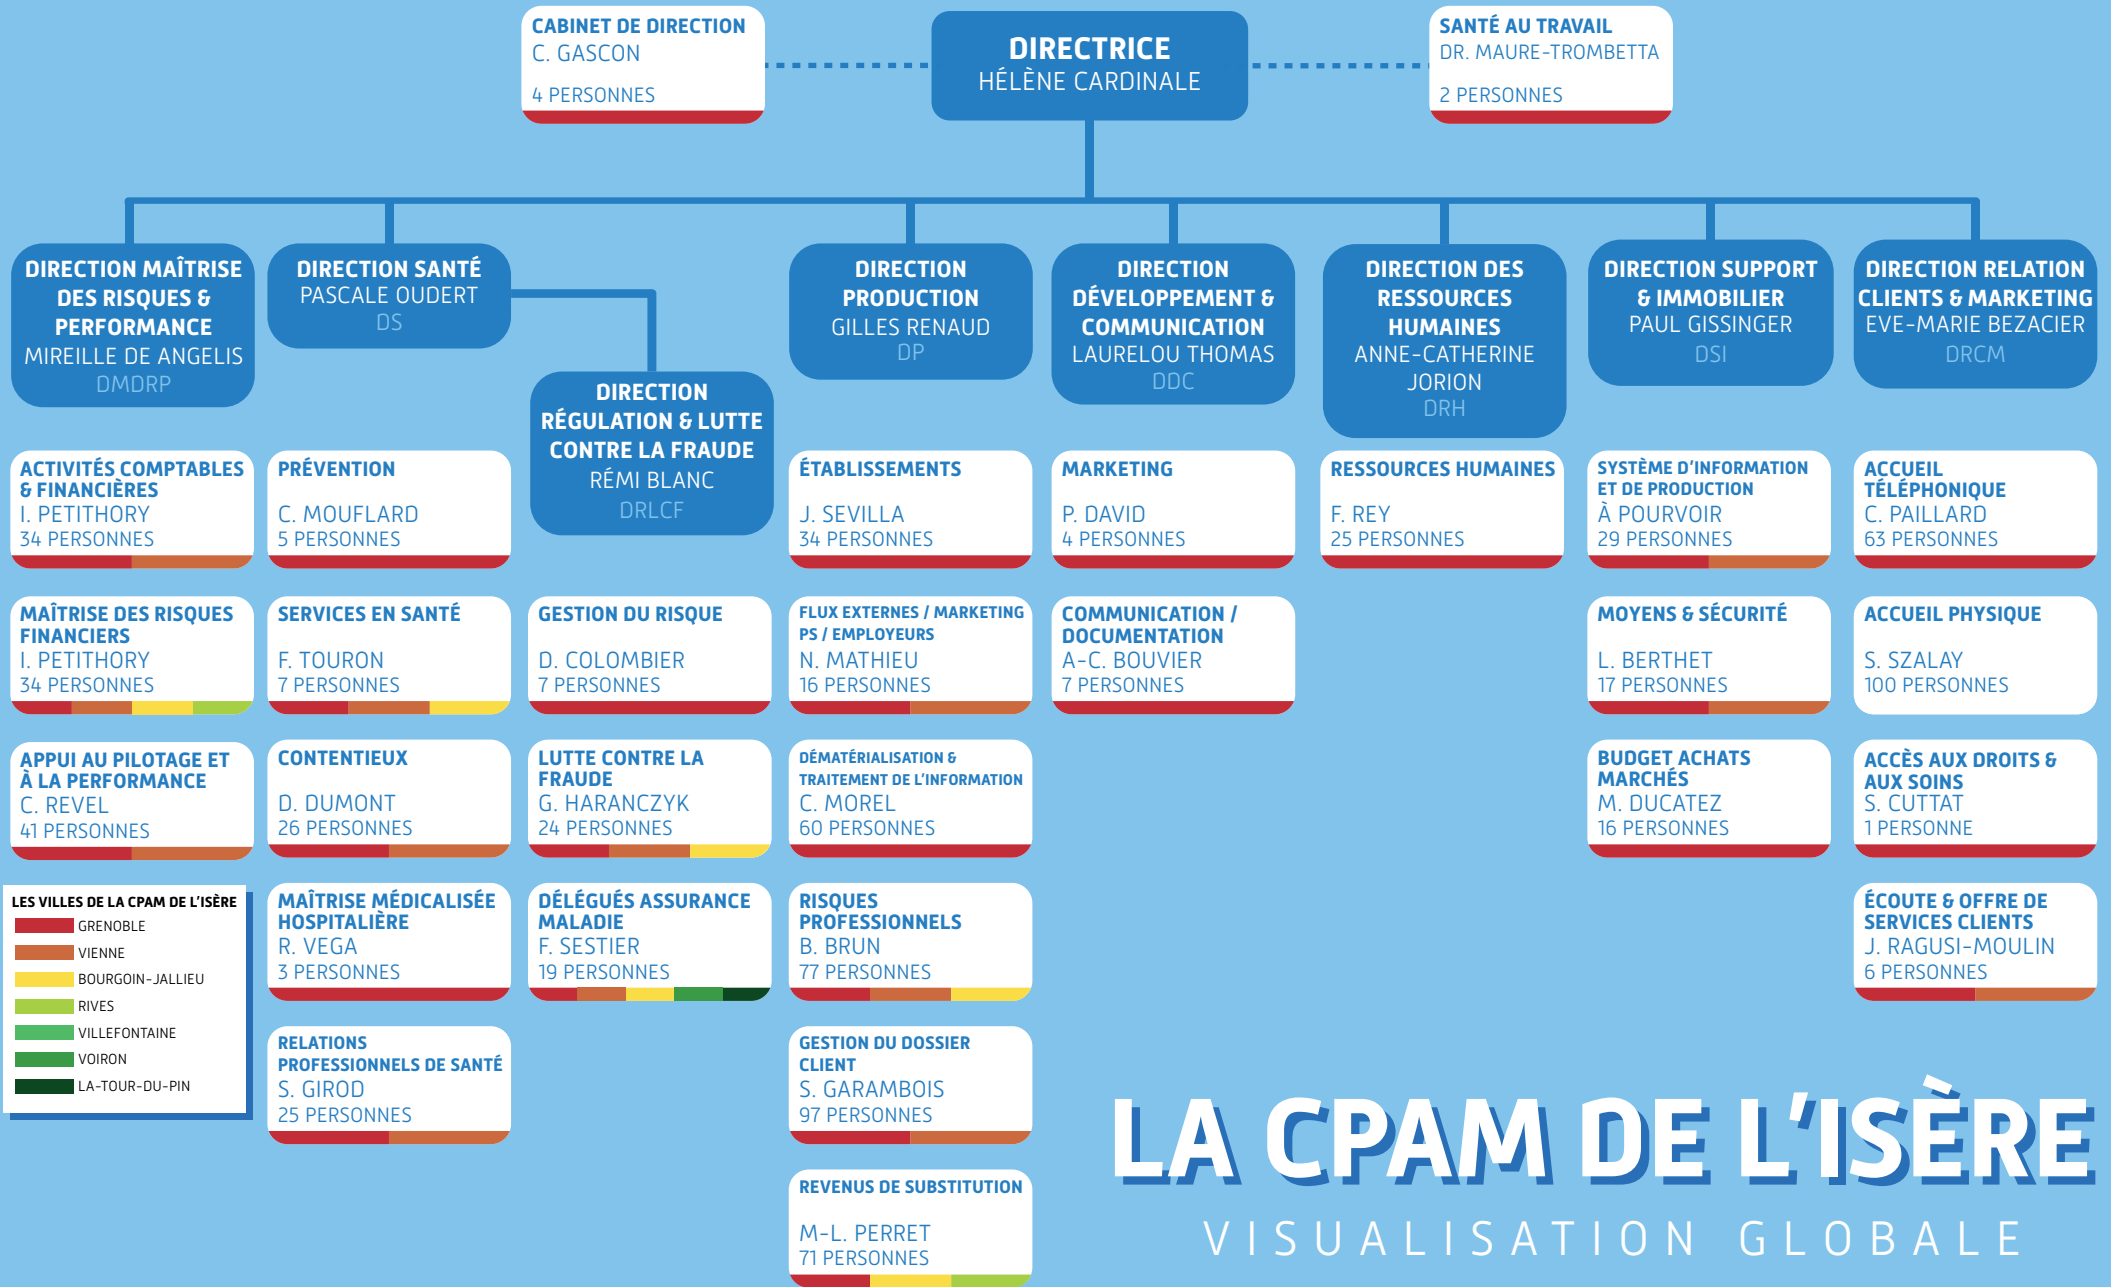 CABINET DE DIRECTION
C. GASCON
4 PERSONNES
DIRECTRICE
HÉLÈNE CARDINALE
SANTÉ AU TRAVAIL
DR. MAURE-TROMBETTA
2 PERSONNES
DIRECTION MAÎTRISE
DES RISQUES &
PERFORMANCE
MIREILLE DE ANGELIS
DMDRP
DIRECTION SANTÉ
PASCALE OUDERT
DS
DIRECTION
RÉGULATION & LUTTE
CONTRE LA FRAUDE
RÉMI BLANC
DRLCF
DIRECTION
PRODUCTION
GILLES RENAUD
DP
DIRECTION
DÉVELOPPEMENT &
COMMUNICATION
LAURELOU THOMAS
DDC
DIRECTION DES
RESSOURCES
HUMAINES
ANNE-CATHERINE
JORION
DRH
DIRECTION SUPPORT
& IMMOBILIER
PAUL GISSINGER
DSI
DIRECTION RELATION
CLIENTS & MARKETING
EVE-MARIE BEZACIER
DRCM
ACTIVITÉS COMPTABLES
& FINANCIÈRES
I. PETITHORY
34 PERSONNES
MAÎTRISE DES RISQUES
FINANCIERS
I. PETITHORY
34 PERSONNES
APPUI AU PILOTAGE ET
À LA PERFORMANCE
C. REVEL
41 PERSONNES
PRÉVENTION
C. MOUFLARD
5 PERSONNES
SERVICES EN SANTÉ
F. TOURON
7 PERSONNES
CONTENTIEUX
D. DUMONT
26 PERSONNES
MAÎTRISE MÉDICALISÉE
HOSPITALIÈRE
R. VEGA
3 PERSONNES
RELATIONS
PROFESSIONNELS DE SANTÉ
S. GIROD
25 PERSONNES
GESTION DU RISQUE
D. COLOMBIER
7 PERSONNES
LUTTE CONTRE LA
FRAUDE
G. HARANCZYK
24 PERSONNES
DÉLÉGUÉS ASSURANCE
MALADIE
F. SESTIER
19 PERSONNES
ÉTABLISSEMENTS
J. SEVILLA
34 PERSONNES
FLUX EXTERNES / MARKETING
PS / EMPLOYEURS
N. MATHIEU
16 PERSONNES
DÉMATÉRIALISATION &
TRAITEMENT DE L'INFORMATION
C. MOREL
60 PERSONNES
RISQUES
PROFESSIONNELS
B. BRUN
77 PERSONNES
GESTION DU DOSSIER
CLIENT
S. GARAMBOIS
97 PERSONNES
REVENUS DE SUBSTITUTION
M-L. PERRET
71 PERSONNES
MARKETING
P. DAVID
4 PERSONNES
COMMUNICATION /
DOCUMENTATION
A-C. BOUVIER
7 PERSONNES
RESSOURCES HUMAINES
F. REY
25 PERSONNES
SYSTÈME D'INFORMATION
ET DE PRODUCTION
À POURVOIR
29 PERSONNES
MOYENS & SÉCURITÉ
L. BERTHET
17 PERSONNES
BUDGET ACHATS
MARCHÉS
M. DUCATEZ
16 PERSONNES
ACCUEIL
TÉLÉPHONIQUE
C. PAILLARD
63 PERSONNES
ACCUEIL PHYSIQUE
S. SZALAY
100 PERSONNES
ACCÈS AUX DROITS &
AUX SOINS
S. CUTTAT
1 PERSONNE
ÉCOUTE & OFFRE DE
SERVICES CLIENTS
J. RAGUSI-MOULIN
6 PERSONNES
LES VILLES DE LA CPAM DE L'ISÈRE
GRENOBLE
VIENNE
BOURGOIN-JALLIEU
RIVES
VILLEFONTAINE
VOIRON
LA-TOUR-DU-PIN
LA CPAM DE L'ISÈRE
VISUALISATION GLOBALE